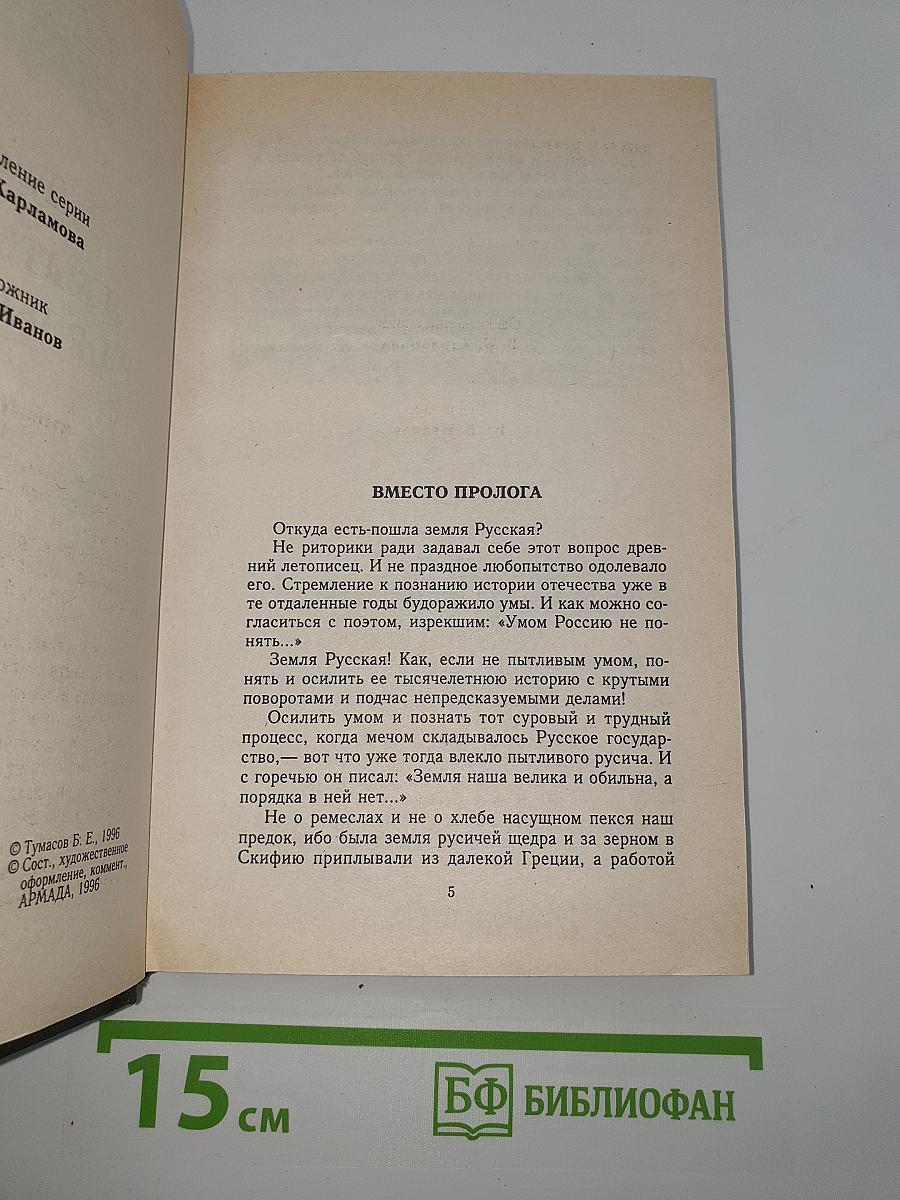 ление серии
Харламова
ожник
Иванов
© Тумасов Б. Е., 1996
© Сост., художественное
оформление, коммент.,
АРМАДА, 1996
ВМЕСТО ПРОЛОГА
Откуда есть-пошла земля Русская?
Не риторики ради задавал себе этот вопрос древ-
ний летописец. И не праздное любопытство одолевало
его. Стремление к познанию истории отечества уже в
те отдаленные годы будоражило умы. И как можно со-
гласиться с поэтом, изрекшим: «Умом Россию не по-
нять...»
Земля Русская! Как, если не пытливым умом, по-
нять и осилить ее тысячелетнюю историю с крутыми
поворотами и подчас непредсказуемыми делами!
Осилить умом и познать тот суровый и трудный
процесс, когда мечом складывалось Русское государ-
ство,— вот что уже тогда влекло пытливого русича. И
с горечью он писал: «Земля наша велика и обильна, а
порядка в ней нет...»
Не о ремеслах и не о хлебе насущном пекся наш
предок, ибо была земля русичей щедра и за зерном в
Скифию приплывали из далекой Греции, а работой
5
15 см
БФ БИБЛИОФАН